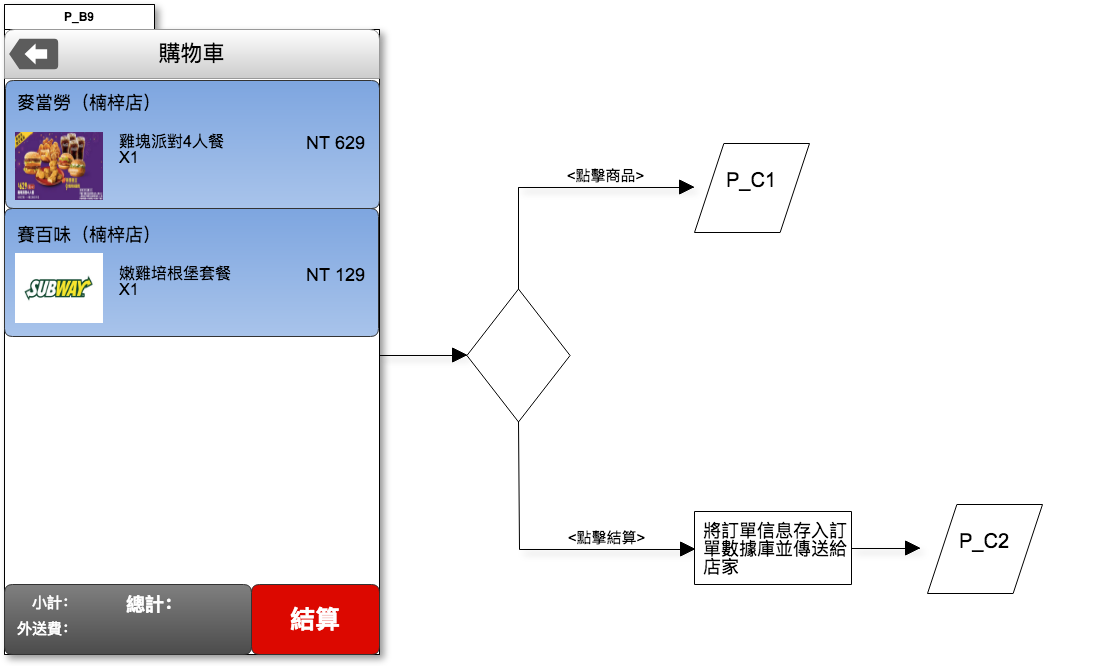 P_B9
購物車
麥當勞（楠梓店）
雞塊派對4人餐
X1
NT 629
賽百味（楠梓店）
SUBWAY
嫩雞培根堡套餐
X1
NT 129
小計：
總計：
外送費：
結算
<點擊商品>
P_C1
<點擊結算>
將訂單信息存入訂
單數據庫並傳送給
店家
P_C2